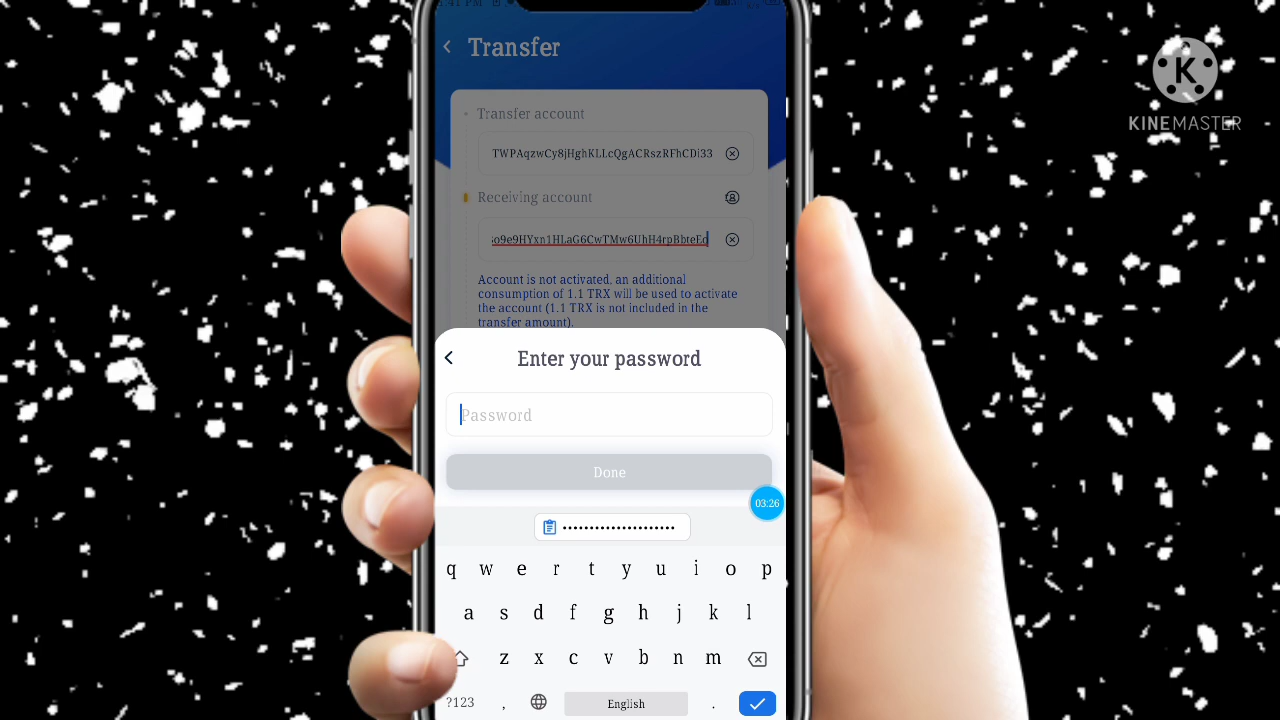 Transfer
Transfer account
TWPAqzwCy8jHghKLLcQgACRszRFhCDi33
Receiving account
so9e9HYxn1HLaG6CwTMw6UhH4rpBbteEd
Account is not activated, an additional
consumption of 1.1 TRX will be used to activate
the account (1.1 TRX is not included in the
transfer amount).
Enter your password
Password
Done
03:26
q w e r t y u i o p
a s d f g h j k l
z x c v b n m
?123 , English .
K
KINEMASTER